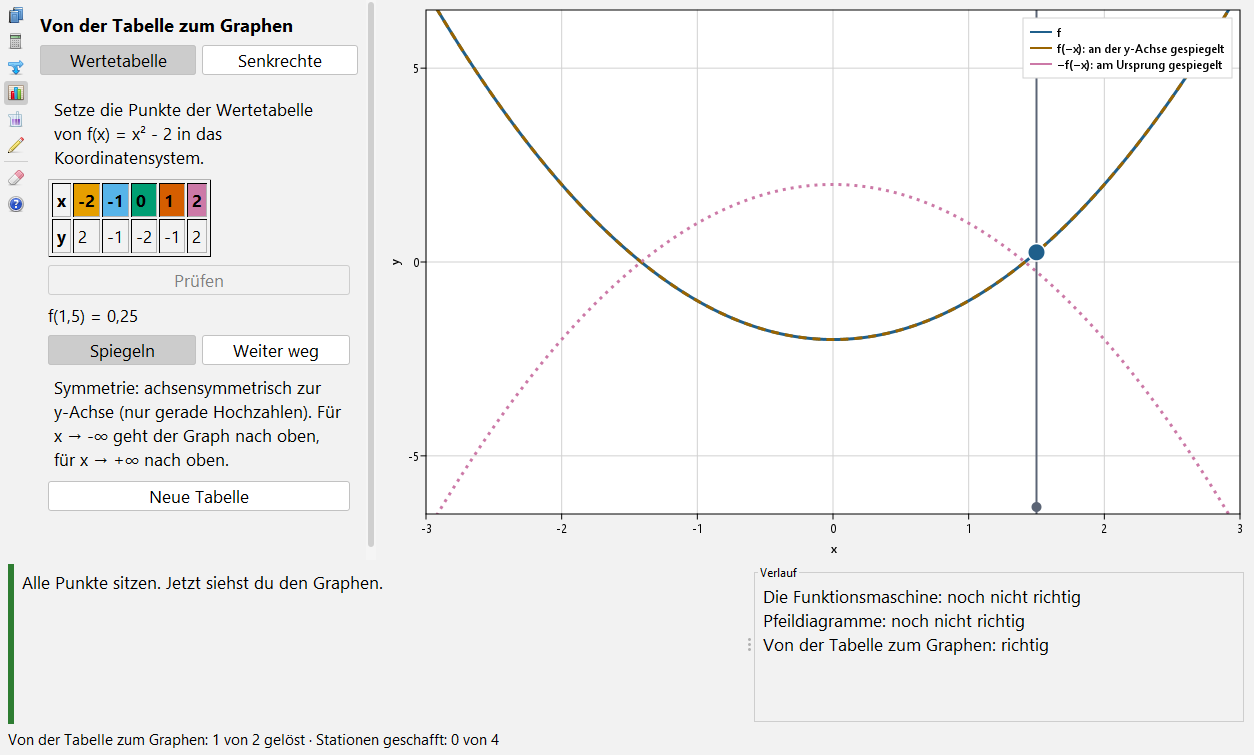 Von der Tabelle zum Graphen
Wertetabelle Senkrechte
Setze die Punkte der Wertetabelle
von f(x) = x² - 2 in das
Koordinatensystem.
x -2 -1 0 1 2
y 2 -1 -2 -1 2
Prüfen
f(1,5) = 0,25
Spiegeln Weiter weg
Symmetrie: achsensymmetrisch zur
y-Achse (nur gerade Hochzahlen). Für
x → -∞ geht der Graph nach oben,
für x → +∞ nach oben.
Neue Tabelle
f
f(−x): an der y-Achse gespiegelt
−f(−x): am Ursprung gespiegelt
5
0
-5
y
-3 -2 -1 0 1 2 3
x
Alle Punkte sitzen. Jetzt siehst du den Graphen.
Verlauf
Die Funktionsmaschine: noch nicht richtig
Pfeildiagramme: noch nicht richtig
Von der Tabelle zum Graphen: richtig
Von der Tabelle zum Graphen: 1 von 2 gelöst · Stationen geschafft: 0 von 4